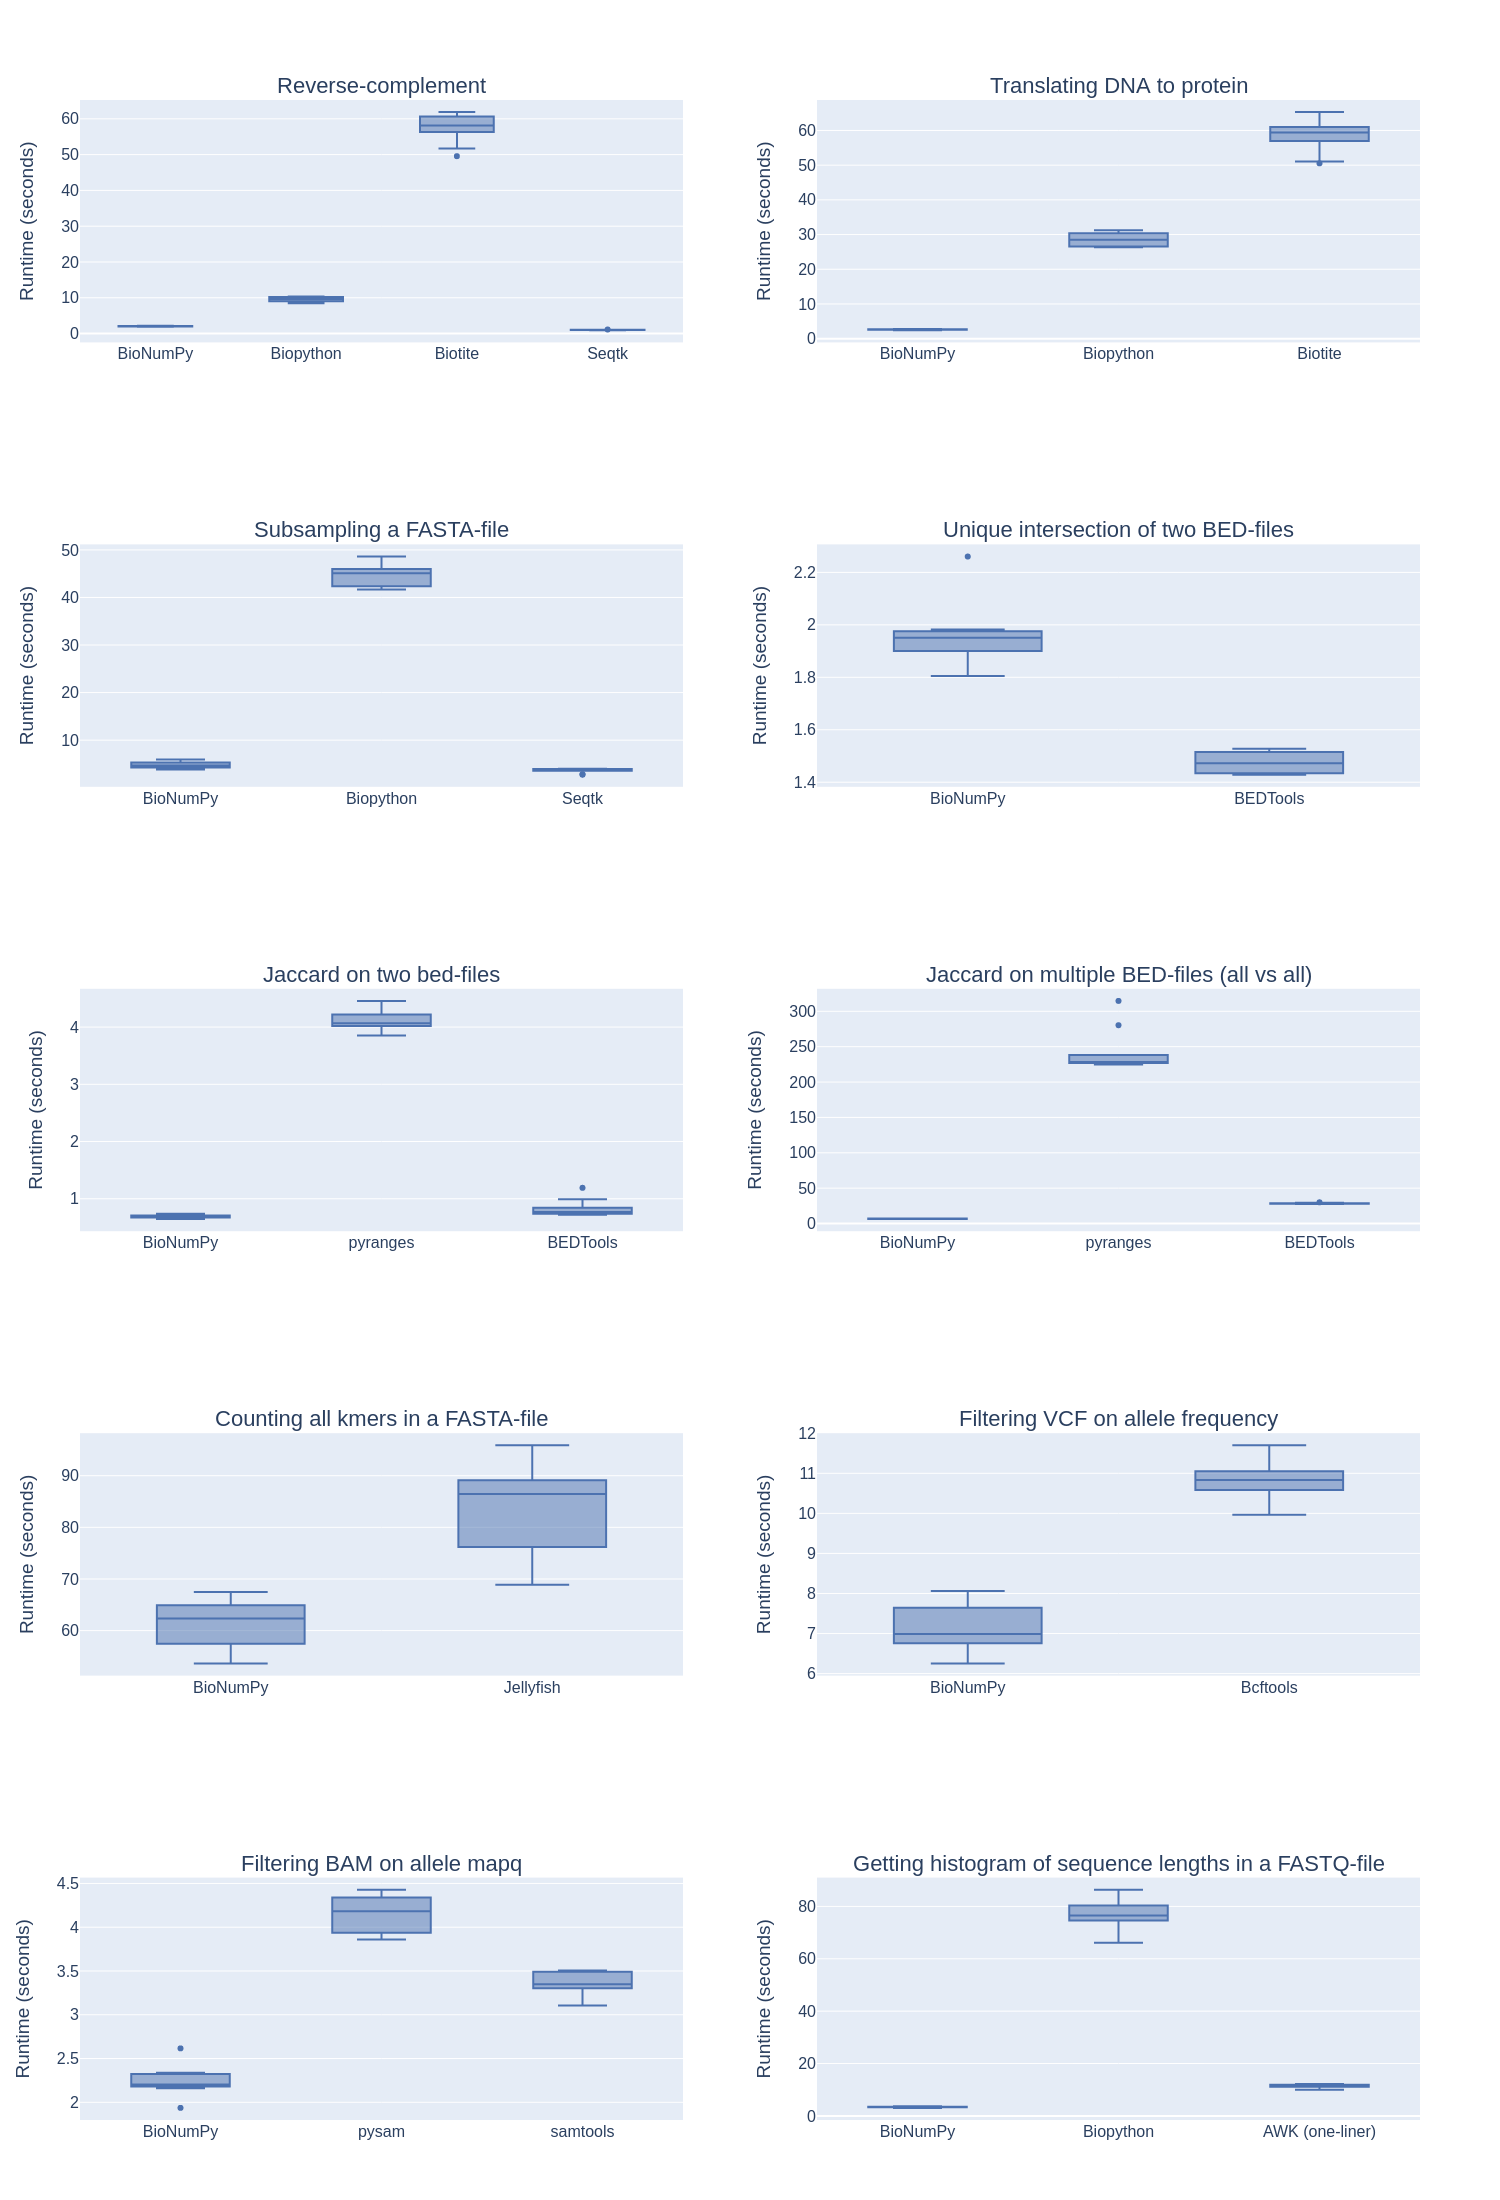 Reverse-complement
Runtime (seconds)
60
50
40
30
20
10
0
BioNumPy Biopython Biotite Seqtk
Translating DNA to protein
Runtime (seconds)
60
50
40
30
20
10
0
BioNumPy Biopython Biotite
Subsampling a FASTA-file
Runtime (seconds)
50
40
30
20
10
BioNumPy Biopython Seqtk
Unique intersection of two BED-files
Runtime (seconds)
2.2
2
1.8
1.6
1.4
BioNumPy BEDTools
Jaccard on two bed-files
Runtime (seconds)
4
3
2
1
BioNumPy pyranges BEDTools
Jaccard on multiple BED-files (all vs all)
Runtime (seconds)
300
250
200
150
100
50
0
BioNumPy pyranges BEDTools
Counting all kmers in a FASTA-file
Runtime (seconds)
90
80
70
60
BioNumPy Jellyfish
Filtering VCF on allele frequency
Runtime (seconds)
12
11
10
9
8
7
6
BioNumPy Bcftools
Filtering BAM on allele mapq
Runtime (seconds)
4.5
4
3.5
3
2.5
2
BioNumPy pysam samtools
Getting histogram of sequence lengths in a FASTQ-file
Runtime (seconds)
80
60
40
20
0
BioNumPy Biopython AWK (one-liner)